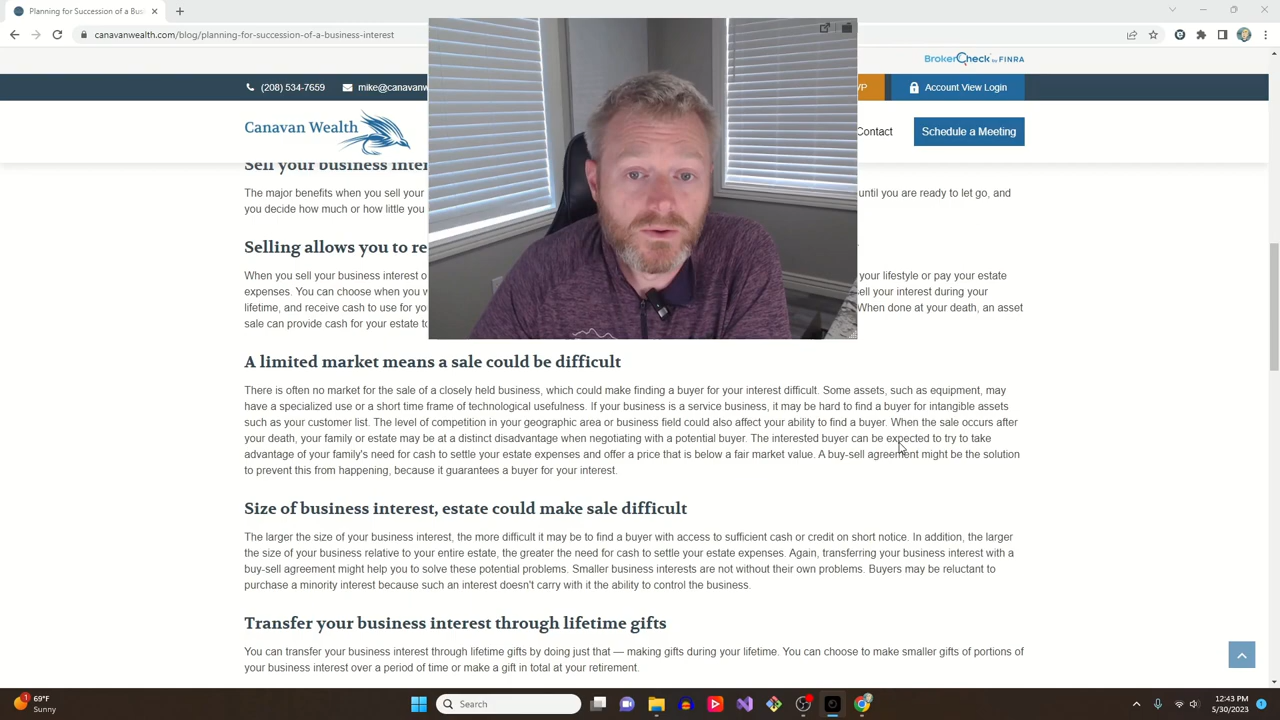 Planning for Succession of a Bus
canavanwealth.com/blog/planning-for-succession-of-a-business-interest
BrokerCheck by FINRA
(208) 534-7659 mike@canavanw VP Account View Login
Canavan Wealth Contact Schedule a Meeting
Sell your business inter
The major benefits when you sell your until you are ready to let go, and
you decide how much or how little you
Selling allows you to re
When you sell your business interest o your lifestyle or pay your estate
expenses. You can choose when you w sell your interest during your
lifetime, and receive cash to use for yo When done at your death, an asset
sale can provide cash for your estate to
A limited market means a sale could be difficult
There is often no market for the sale of a closely held business, which could make finding a buyer for your interest difficult. Some assets, such as equipment, may
have a specialized use or a short time frame of technological usefulness. If your business is a service business, it may be hard to find a buyer for intangible assets
such as your customer list. The level of competition in your geographic area or business field could also affect your ability to find a buyer. When the sale occurs after
your death, your family or estate may be at a distinct disadvantage when negotiating with a potential buyer. The interested buyer can be expected to try to take
advantage of your family's need for cash to settle your estate expenses and offer a price that is below a fair market value. A buy-sell agreement might be the solution
to prevent this from happening, because it guarantees a buyer for your interest.
Size of business interest, estate could make sale difficult
The larger the size of your business interest, the more difficult it may be to find a buyer with access to sufficient cash or credit on short notice. In addition, the larger
the size of your business relative to your entire estate, the greater the need for cash to settle your estate expenses. Again, transferring your business interest with a
buy-sell agreement might help you to solve these potential problems. Smaller business interests are not without their own problems. Buyers may be reluctant to
purchase a minority interest because such an interest doesn't carry with it the ability to control the business.
Transfer your business interest through lifetime gifts
You can transfer your business interest through lifetime gifts by doing just that — making gifts during your lifetime. You can choose to make smaller gifts of portions of
your business interest over a period of time or make a gift in total at your retirement.
69°F
Sunny
Search
12:43 PM
5/30/2023